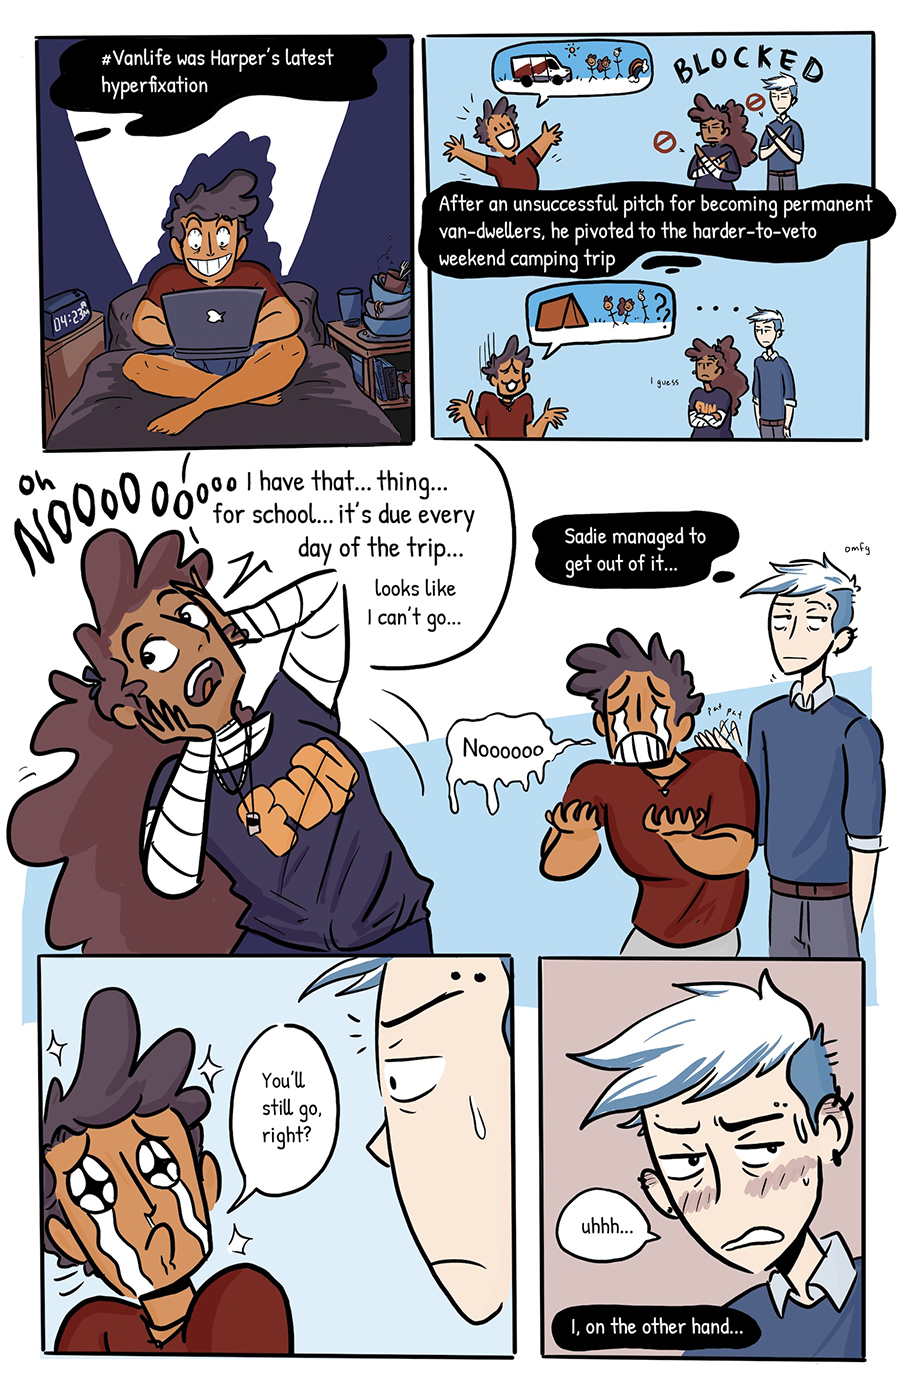 #Vanlife was Harper's latest
hyperfixation
04:23
BLOCKED
After an unsuccessful pitch for becoming permanent
van-dwellers, he pivoted to the harder-to-veto
weekend camping trip
??
...
I guess
oh
NOOoOOOoooo
I have that... thing...
for school... it's due every
day of the trip...
looks like
I can't go...
Sadie managed to
get out of it...
omfg
pat pat
Noooooo
You'll
still go,
right?
uhhh...
I, on the other hand...